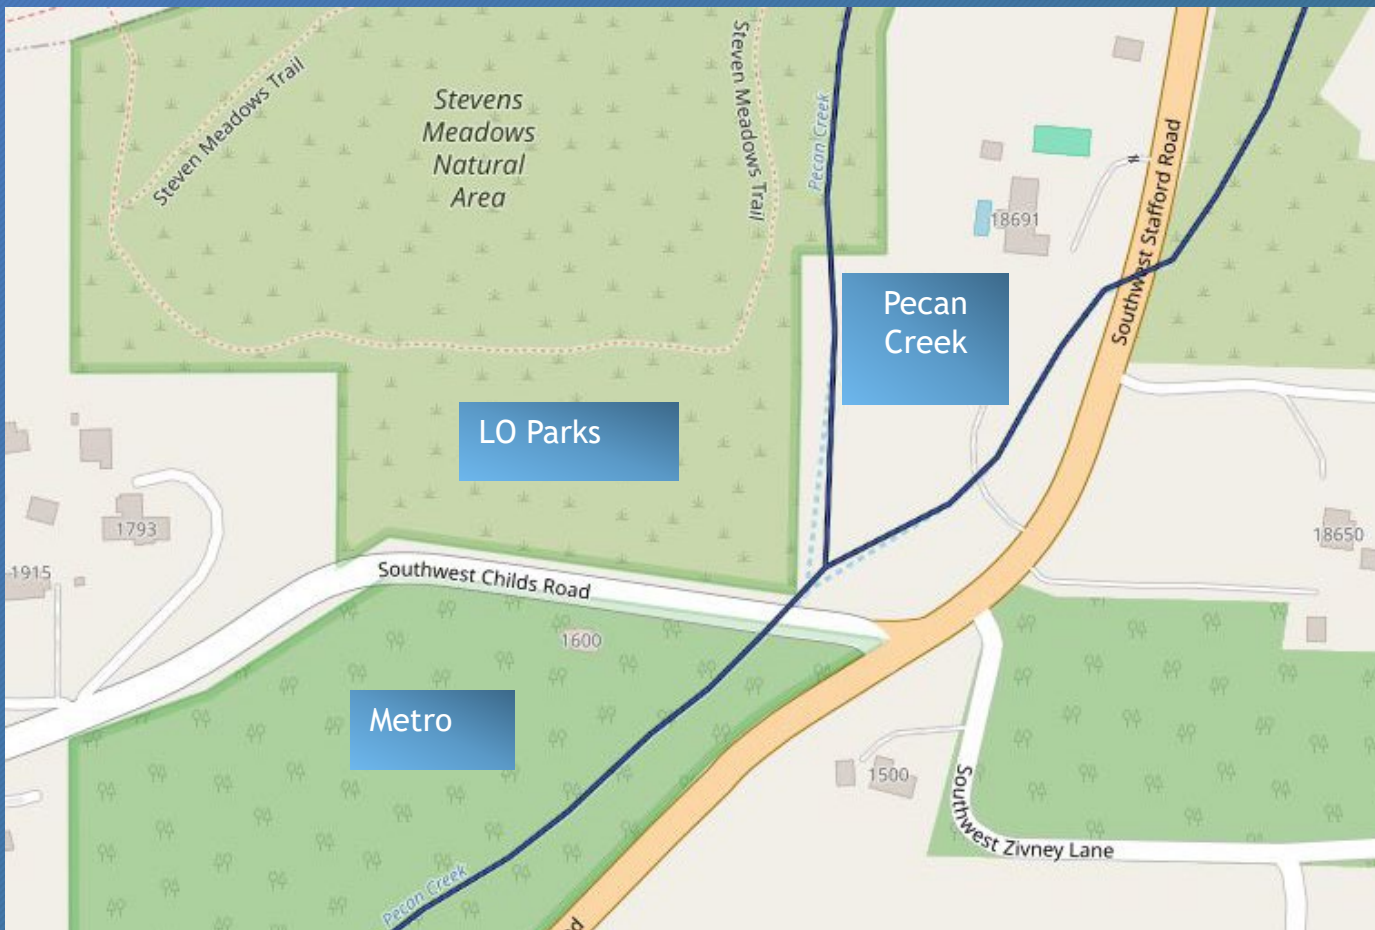 Steven Meadows Trail
Stevens
Meadows
Natural
Area
Steven Meadows Trail
Pecan Creek
Southwest Stafford Road
18691
Pecan
Creek
LO Parks
1793
1915
18650
Southwest Childs Road
1600
Metro
1500
Southwest Zivney Lane
Pecan Creek